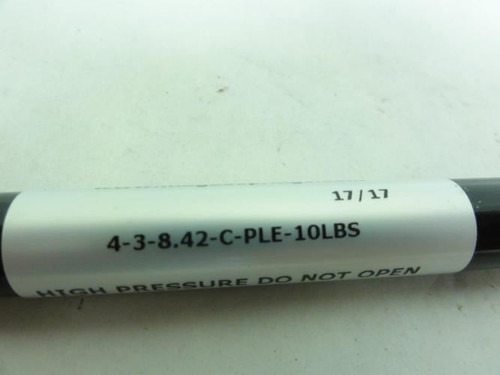 17/17
4-3-8.42-C-PLE-10LBS
HIGH PRESSURE DO NOT OPEN